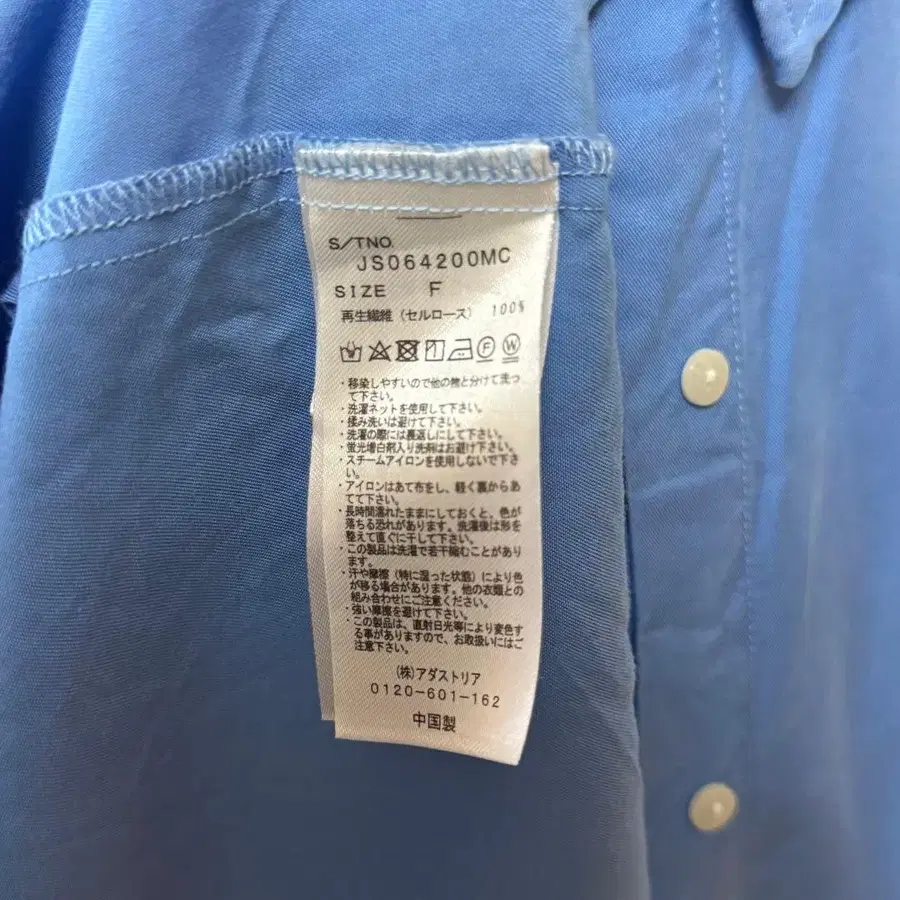 S/TNO.
JS064200MC
SIZE F
再生繊維（セルロース） 100%
F W
・移染しやすいので他の物と分けて洗っ
て下さい。
・洗濯ネットを使用して下さい。
・揉み洗いは避けて下さい。
・洗濯の際には裏返しにして下さい。
・蛍光増白剤入り洗剤はお避け下さい。
・スチームアイロンを使用しないで下さ
い。
・アイロンはあて布をし、軽く裏からあ
てて下さい。
・長時間濡れたままにしておくと、色が
落ちる恐れがあります。洗濯後は形を
整えて直ぐに干して下さい。
・この製品は洗濯で若干縮むことがあり
ます。
・汗や摩擦（特に湿った状態）により色
が移る場合があります。他の衣類との
組み合わせにご注意ください。
・強い摩擦を避けて下さい。
・この製品は、直射日光等により変色す
る事がありますので、お取扱いにはご
注意下さい。
(株)アダストリア
0120-601-162
中国製